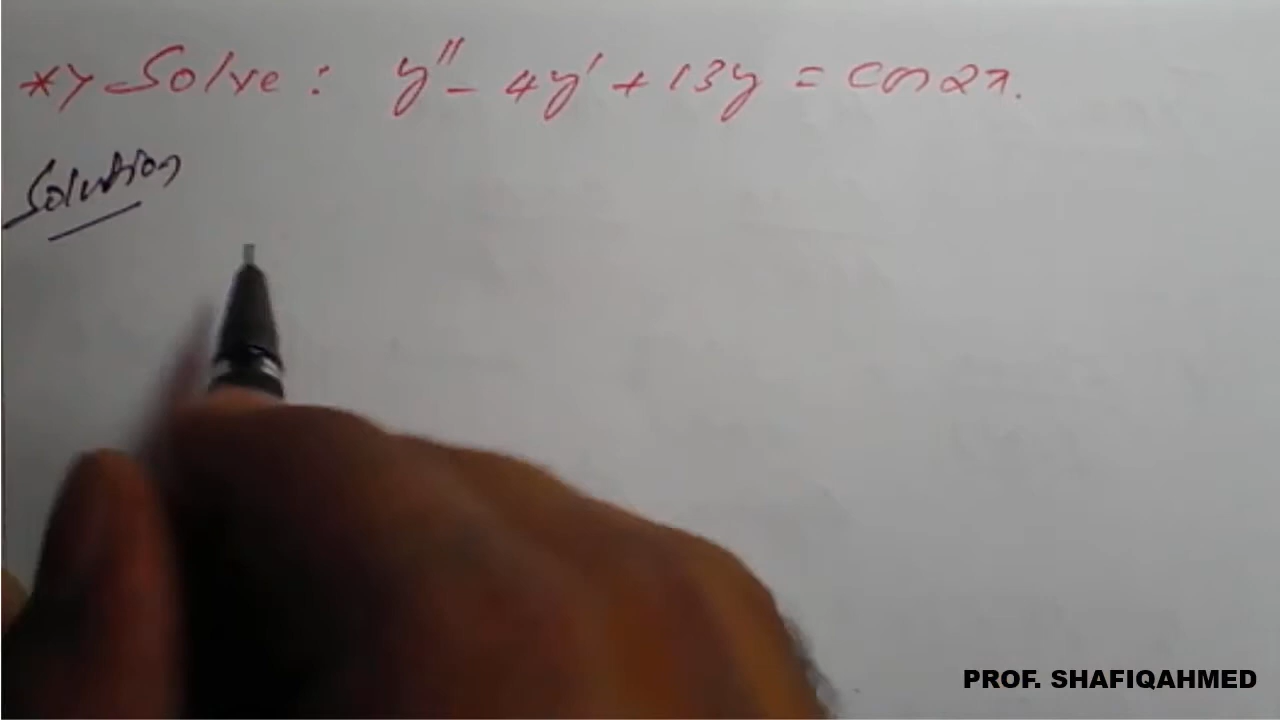 *> Solve : y'' - 4y' + 13y = cos2x.
Solution
PROF. SHAFIQAHMED